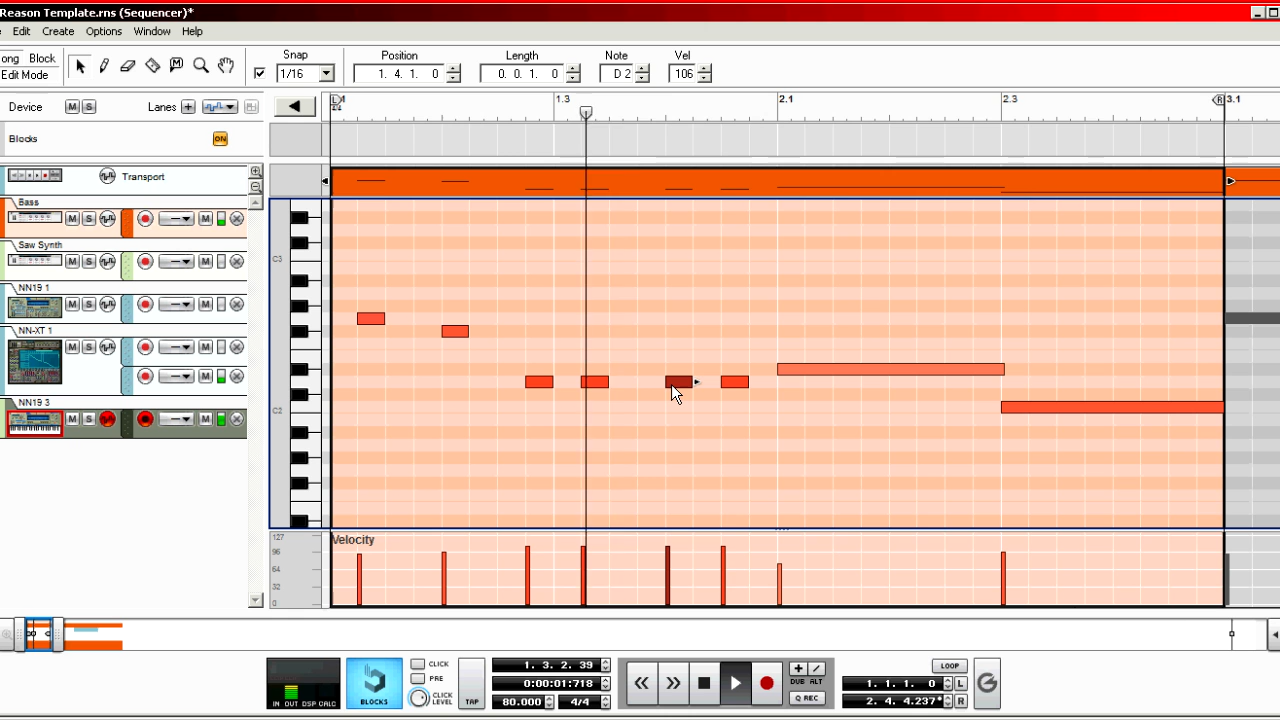 Reason Template.rns (Sequencer)*
Edit Create Options Window Help
ong Block
Edit Mode
Snap Position Length Note Vel
1/16 1. 4. 1. 0 0. 0. 1. 0 D 2 106
Device M S Lanes
1.3 2.1 2.3 3.1
L R
4/4
Blocks ON
Transport
Bass
M S M
Saw Synth
M S M
C3
NN19 1
M S M
NN-XT 1
M S M
M
NN19 3
M S M
C2
Velocity
127
96
64
32
0
CLICK
PRE
CLICK LEVEL
TAP
IN OUT DSP CALC
BLOCKS
1. 3. 2. 39
0:00:01:718
80.000 4/4
DUB ALT
Q REC
LOOP
1. 1. 1. 0 L
2. 4. 4.237* R